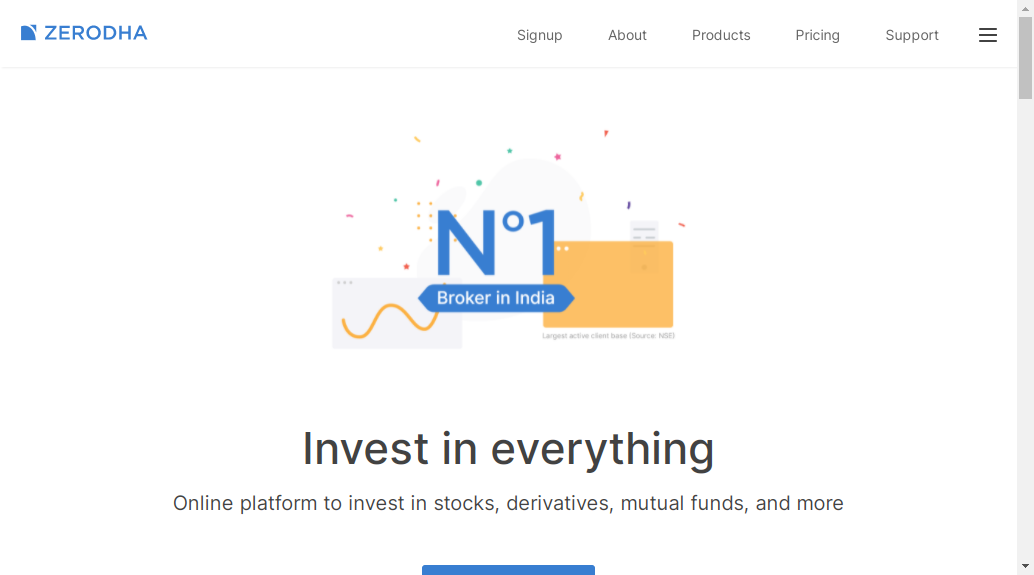 ZERODHA
Signup
About
Products
Pricing
Support
N°1
Broker in India
Largest active client base (Source: NSE)
Invest in everything
Online platform to invest in stocks, derivatives, mutual funds, and more